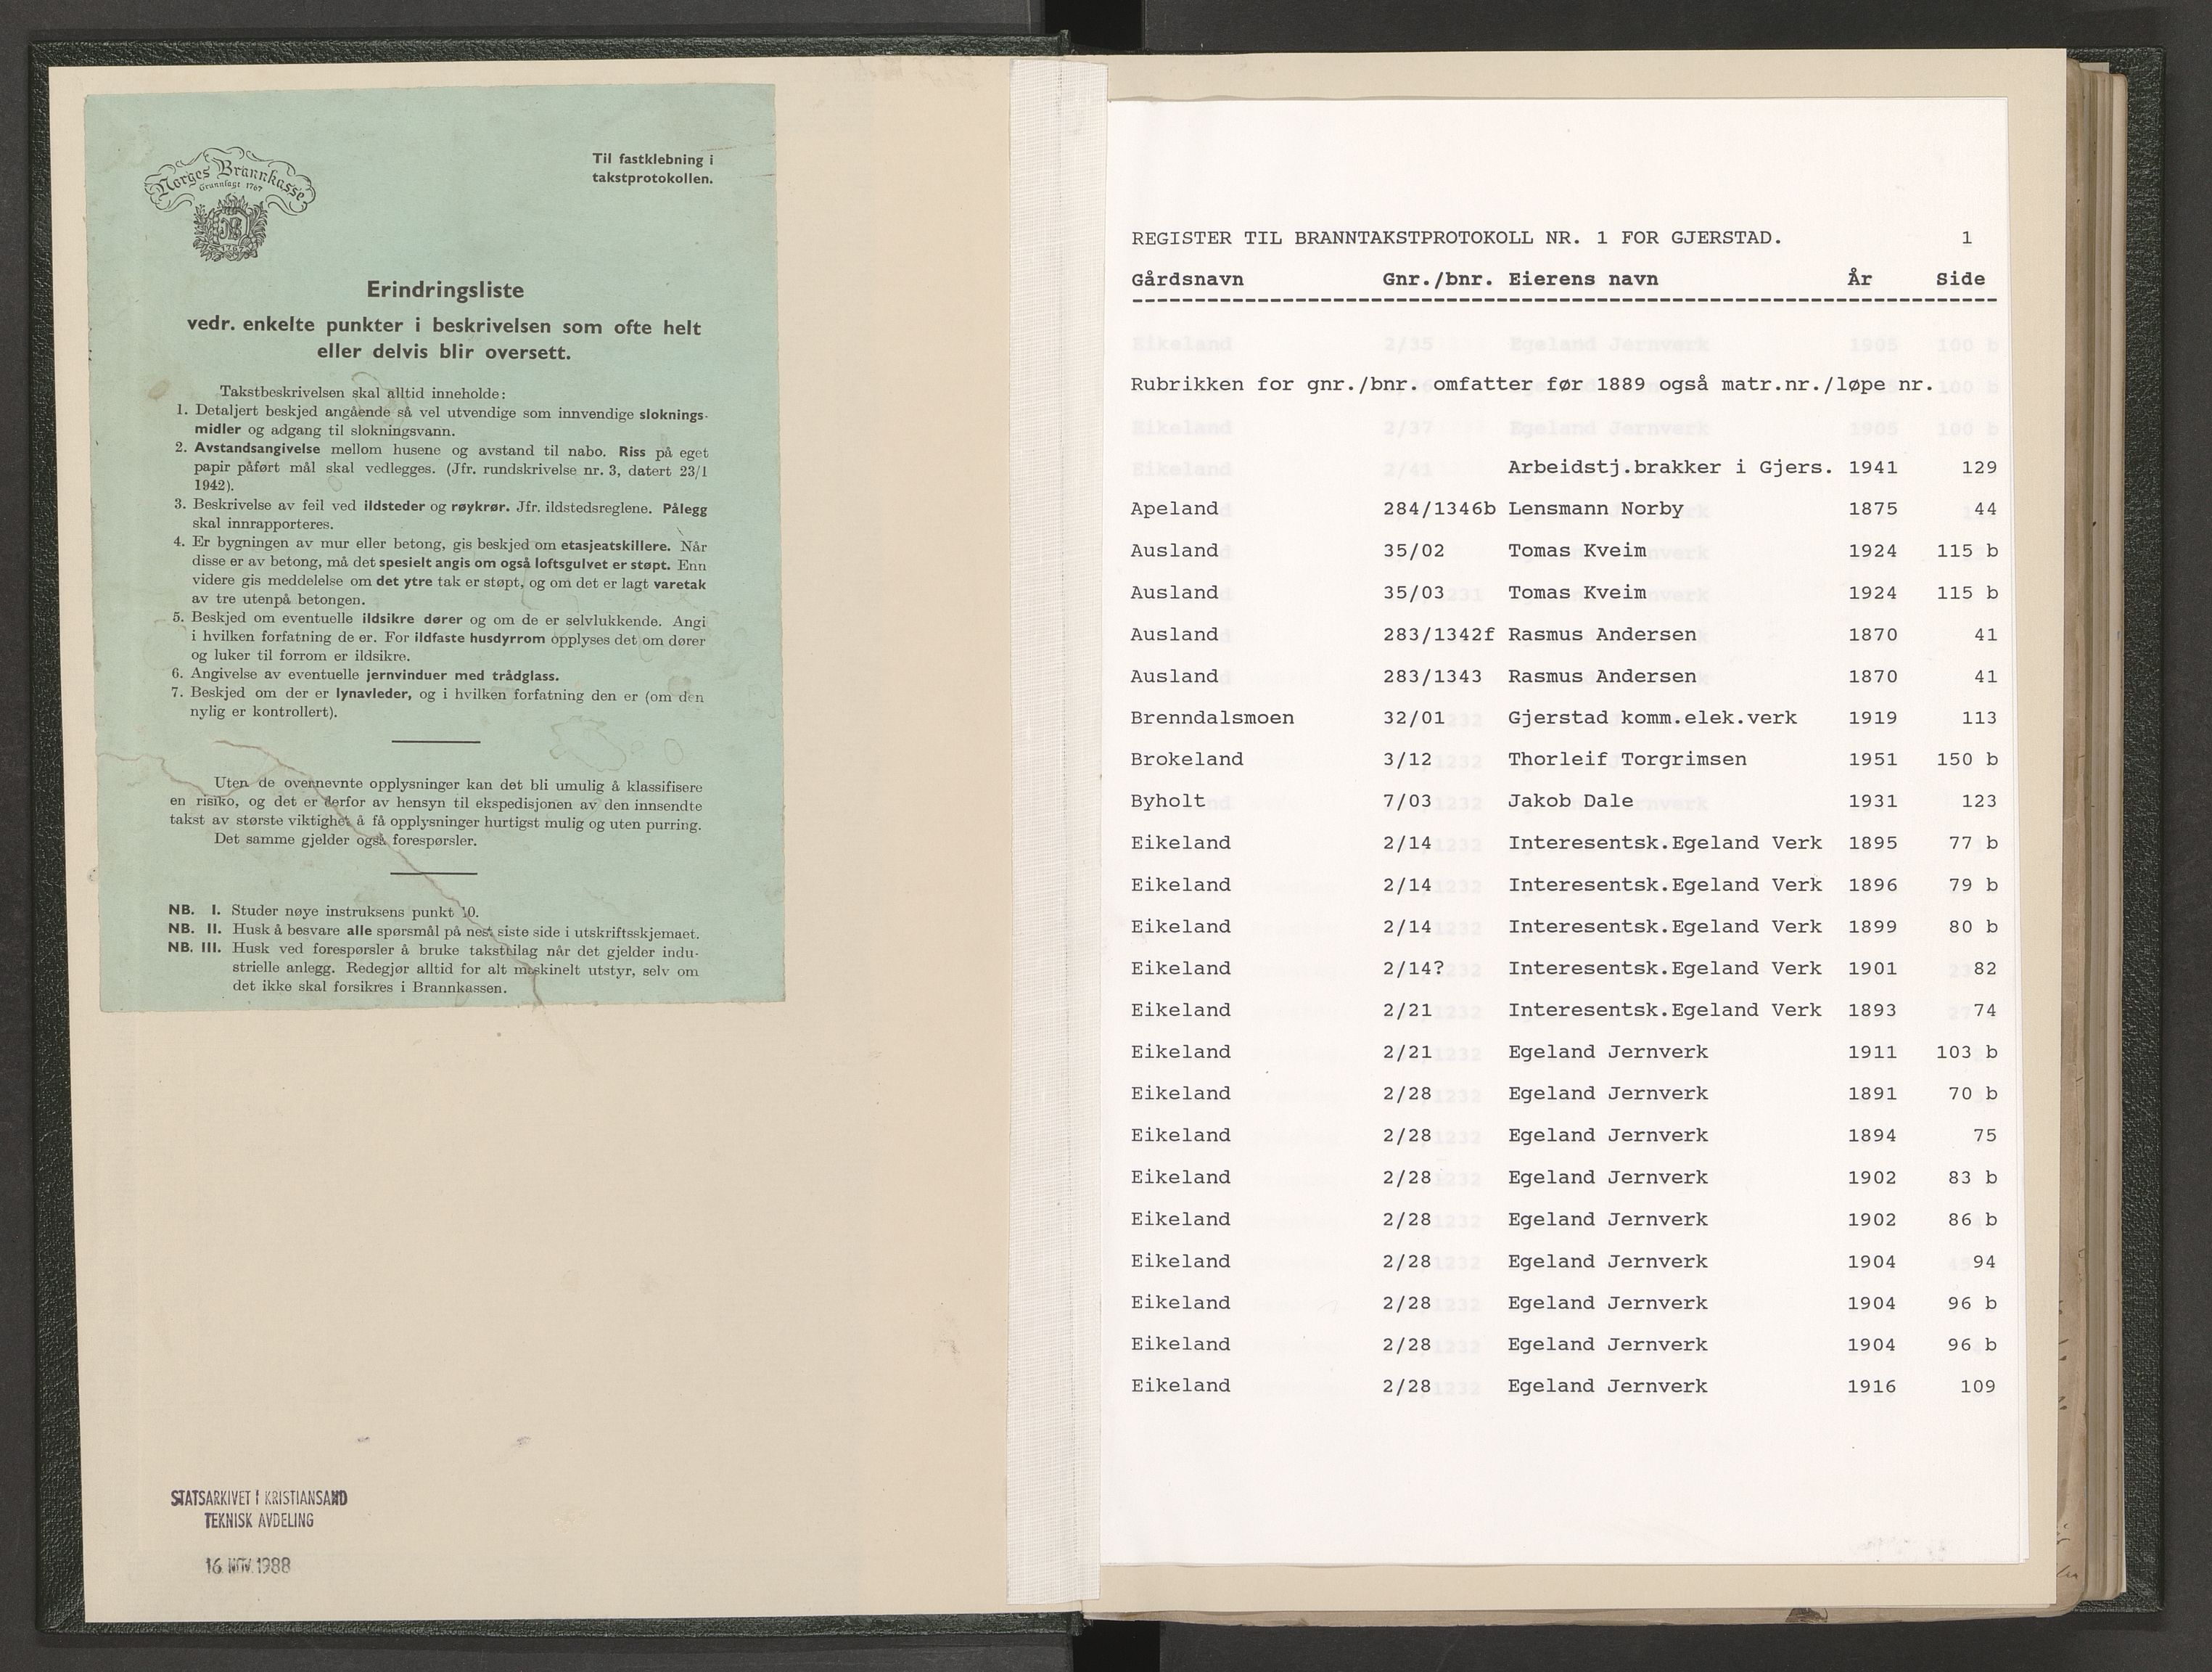 Norges Brannkasse
Grunnlagt 1767
1767
Til fastklebning i
takstprotokollen.
Erindringsliste
vedr. enkelte punkter i beskrivelsen som ofte helt
eller delvis blir oversett.
Takstbeskrivelsen skal alltid inneholde:
1. Detaljert beskjed angående så vel utvendige som innvendige sloknings-
midler og adgang til slokningsvann.
2. Avstandsangivelse mellom husene og avstand til nabo. Riss på eget
papir påført mål skal vedlegges. (Jfr. rundskrivelse nr. 3, datert 23/1
1942).
3. Beskrivelse av feil ved ildsteder og røykrør. Jfr. ildstedsreglene. Pålegg
skal innrapporteres.
4. Er bygningen av mur eller betong, gis beskjed om etasjeatskillere. Når
disse er av betong, må det spesielt angis om også loftsgulvet er støpt. Enn
videre gis meddelelse om det ytre tak er støpt, og om det er lagt varetak
av tre utenpå betongen.
5. Beskjed om eventuelle ildsikre dører og om de er selvlukkende. Angi
i hvilken forfatning de er. For ildfaste husdyrrom opplyses det om dører
og luker til forrom er ildsikre.
6. Angivelse av eventuelle jernvinduer med trådglass.
7. Beskjed om der er lynavleder, og i hvilken forfatning den er (om den
nylig er kontrollert).
Uten de overnevnte opplysninger kan det bli umulig å klassifisere
en risiko, og det er derfor av hensyn til ekspedisjonen av den innsendte
takst av største viktighet å få opplysninger hurtigst mulig og uten purring.
Det samme gjelder også forespørsler.
NB. I. Studer nøye instruksens punkt 10.
NB. II. Husk å besvare alle spørsmål på nest siste side i utskriftsskjemaet.
NB. III. Husk ved forespørsler å bruke takstbilag når det gjelder indu-
strielle anlegg. Redegjør alltid for alt maskinelt utstyr, selv om
det ikke skal forsikres i Brannkassen.
STATSARKIVET I KRISTIANSAND
TEKNISK AVDELING
16 NOV. 1988
REGISTER TIL BRANNTAKSTPROTOKOLL NR. 1 FOR GJERSTAD. 1
Gårdsnavn Gnr./bnr. Eierens navn År Side
Rubrikken for gnr./bnr. omfatter før 1889 også matr.nr./løpe nr.
Arbeidstj.brakker i Gjers. 1941 129
Apeland 284/1346b Lensmann Norby 1875 44
Ausland 35/02 Tomas Kveim 1924 115 b
Ausland 35/03 Tomas Kveim 1924 115 b
Ausland 283/1342f Rasmus Andersen 1870 41
Ausland 283/1343 Rasmus Andersen 1870 41
Brenndalsmoen 32/01 Gjerstad komm.elek.verk 1919 113
Brokeland 3/12 Thorleif Torgrimsen 1951 150 b
Byholt 7/03 Jakob Dale 1931 123
Eikeland 2/14 Interesentsk.Egeland Verk 1895 77 b
Eikeland 2/14 Interesentsk.Egeland Verk 1896 79 b
Eikeland 2/14 Interesentsk.Egeland Verk 1899 80 b
Eikeland 2/14? Interesentsk.Egeland Verk 1901 82
Eikeland 2/21 Interesentsk.Egeland Verk 1893 74
Eikeland 2/21 Egeland Jernverk 1911 103 b
Eikeland 2/28 Egeland Jernverk 1891 70 b
Eikeland 2/28 Egeland Jernverk 1894 75
Eikeland 2/28 Egeland Jernverk 1902 83 b
Eikeland 2/28 Egeland Jernverk 1902 86 b
Eikeland 2/28 Egeland Jernverk 1904 94
Eikeland 2/28 Egeland Jernverk 1904 96 b
Eikeland 2/28 Egeland Jernverk 1904 96 b
Eikeland 2/28 Egeland Jernverk 1916 109